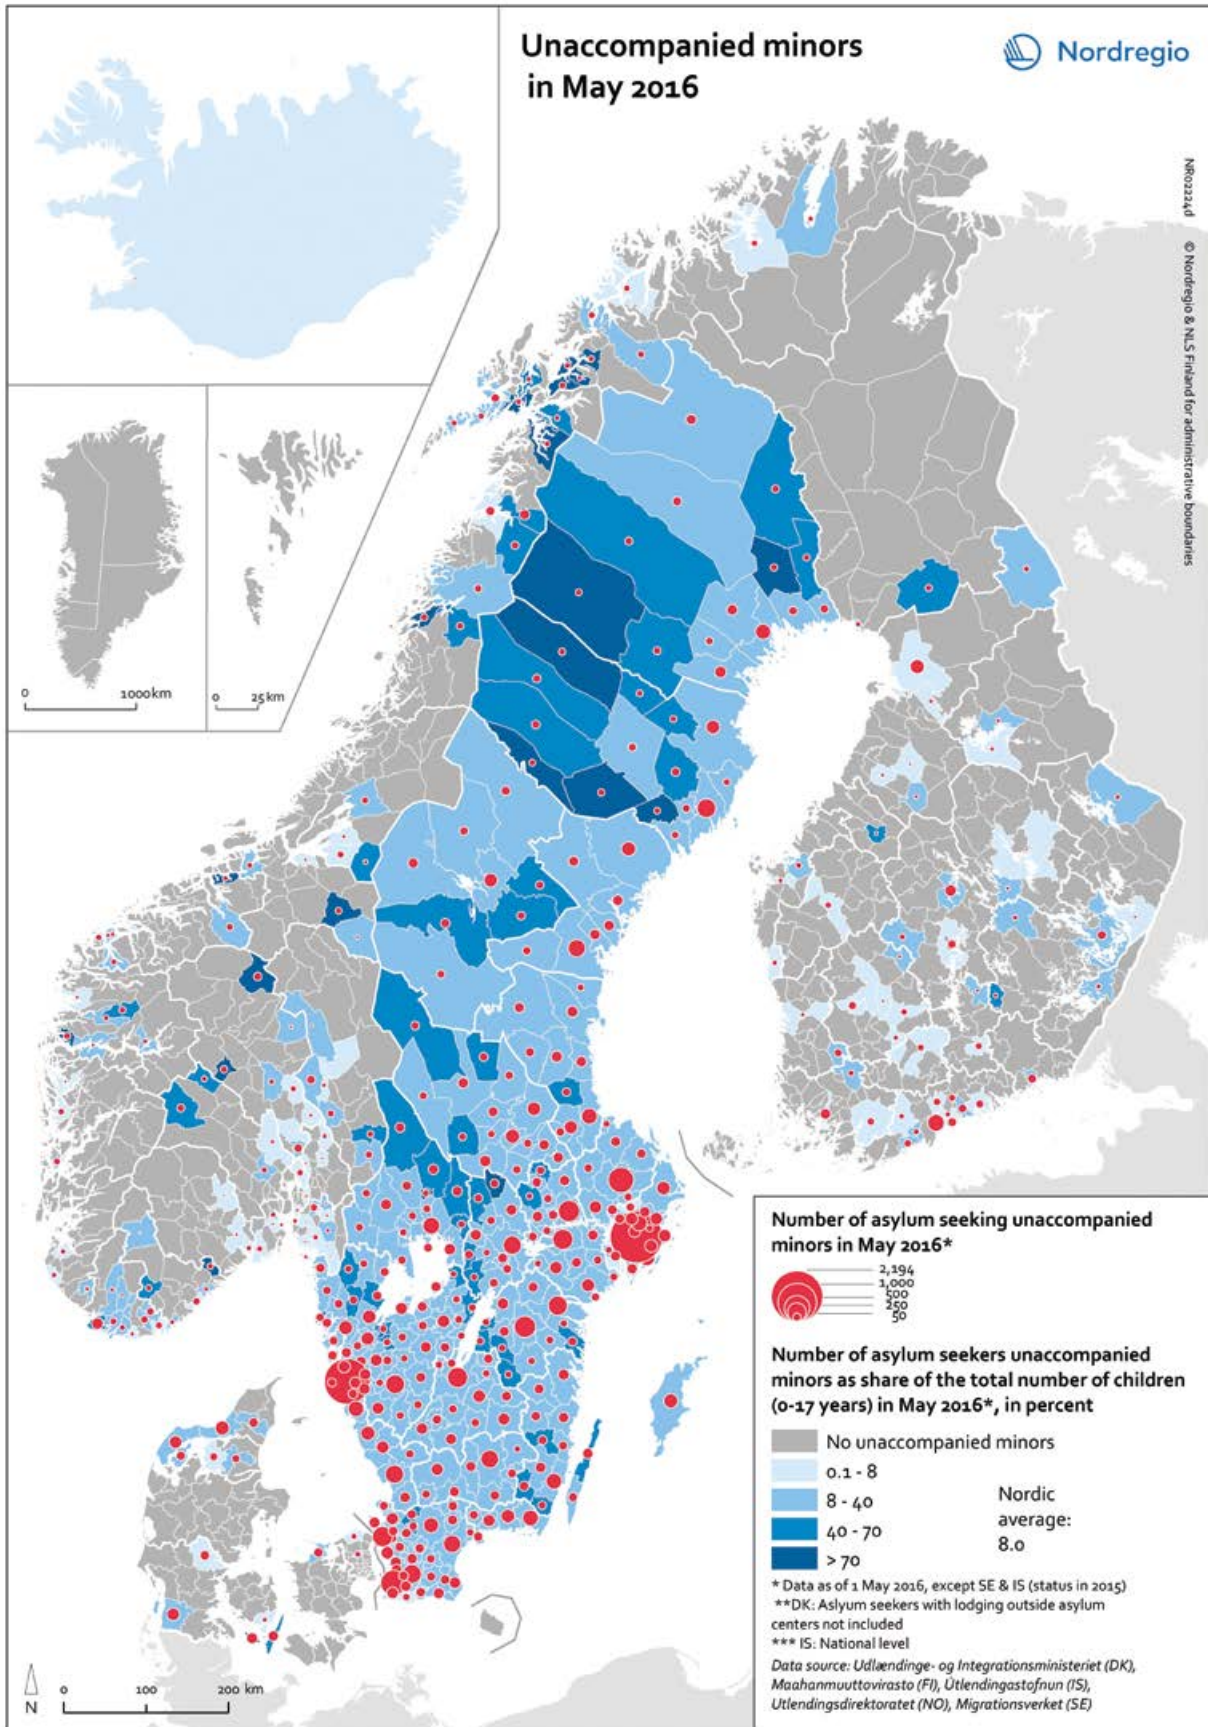 Unaccompanied minors
in May 2016
Nordregio
NR02224d © Nordregio & NLS Finland for administrative boundaries
0 1000km
0 25km
Number of asylum seeking unaccompanied
minors in May 2016*
2,194
1,000
500
250
50
Number of asylum seekers unaccompanied
minors as share of the total number of children
(0-17 years) in May 2016*, in percent
No unaccompanied minors
0.1 - 8
8 - 40
40 - 70
> 70
Nordic
average:
8.0
* Data as of 1 May 2016, except SE & IS (status in 2015)
**DK: Aslyum seekers with lodging outside asylum
centers not included
*** IS: National level
Data source: Udlændinge- og Integrationsministeriet (DK),
Maahanmuuttovirasto (FI), Útlendingastofnun (IS),
Utlendingsdirektoratet (NO), Migrationsverket (SE)
N
0 100 200 km